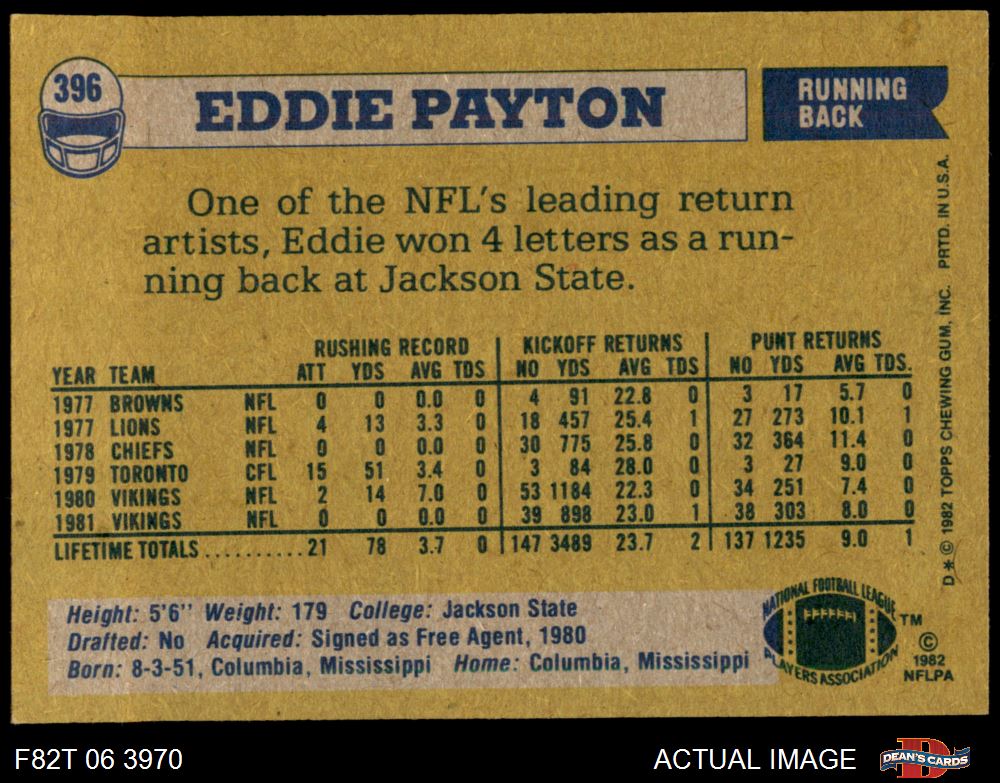 396
EDDIE PAYTON
RUNNING
BACK
One of the NFL's leading return
artists, Eddie won 4 letters as a run-
ning back at Jackson State.
RUSHING RECORD KICKOFF RETURNS PUNT RETURNS
YEAR TEAM ATT YDS AVG TDS NO YDS AVG TDS NO YDS AVG TDS.
1977 BROWNS NFL 0 0 0.0 0 4 91 22.8 0 3 17 5.7 0
1977 LIONS NFL 4 13 3.3 0 18 457 25.4 1 27 273 10.1 1
1978 CHIEFS NFL 0 0 0.0 0 30 775 25.8 0 32 364 11.4 0
1979 TORONTO CFL 15 51 3.4 0 3 84 28.0 0 3 27 9.0 0
1980 VIKINGS NFL 2 14 7.0 0 53 1184 22.3 0 34 251 7.4 0
1981 VIKINGS NFL 0 0 0.0 0 39 898 23.0 1 38 303 8.0 0
LIFETIME TOTALS.......... 21 78 3.7 0 147 3489 23.7 2 137 1235 9.0 1
Height: 5'6" Weight: 179 College: Jackson State
Drafted: No Acquired: Signed as Free Agent, 1980
Born: 8-3-51, Columbia, Mississippi Home: Columbia, Mississippi
NATIONAL FOOTBALL LEAGUE
PLAYERS ASSOCIATION
TM
©
1982
NFLPA
D*© 1982 TOPPS CHEWING GUM, INC. PRTD. IN U.S.A.
F82T 06 3970
ACTUAL IMAGE
D
DEAN'S CARDS